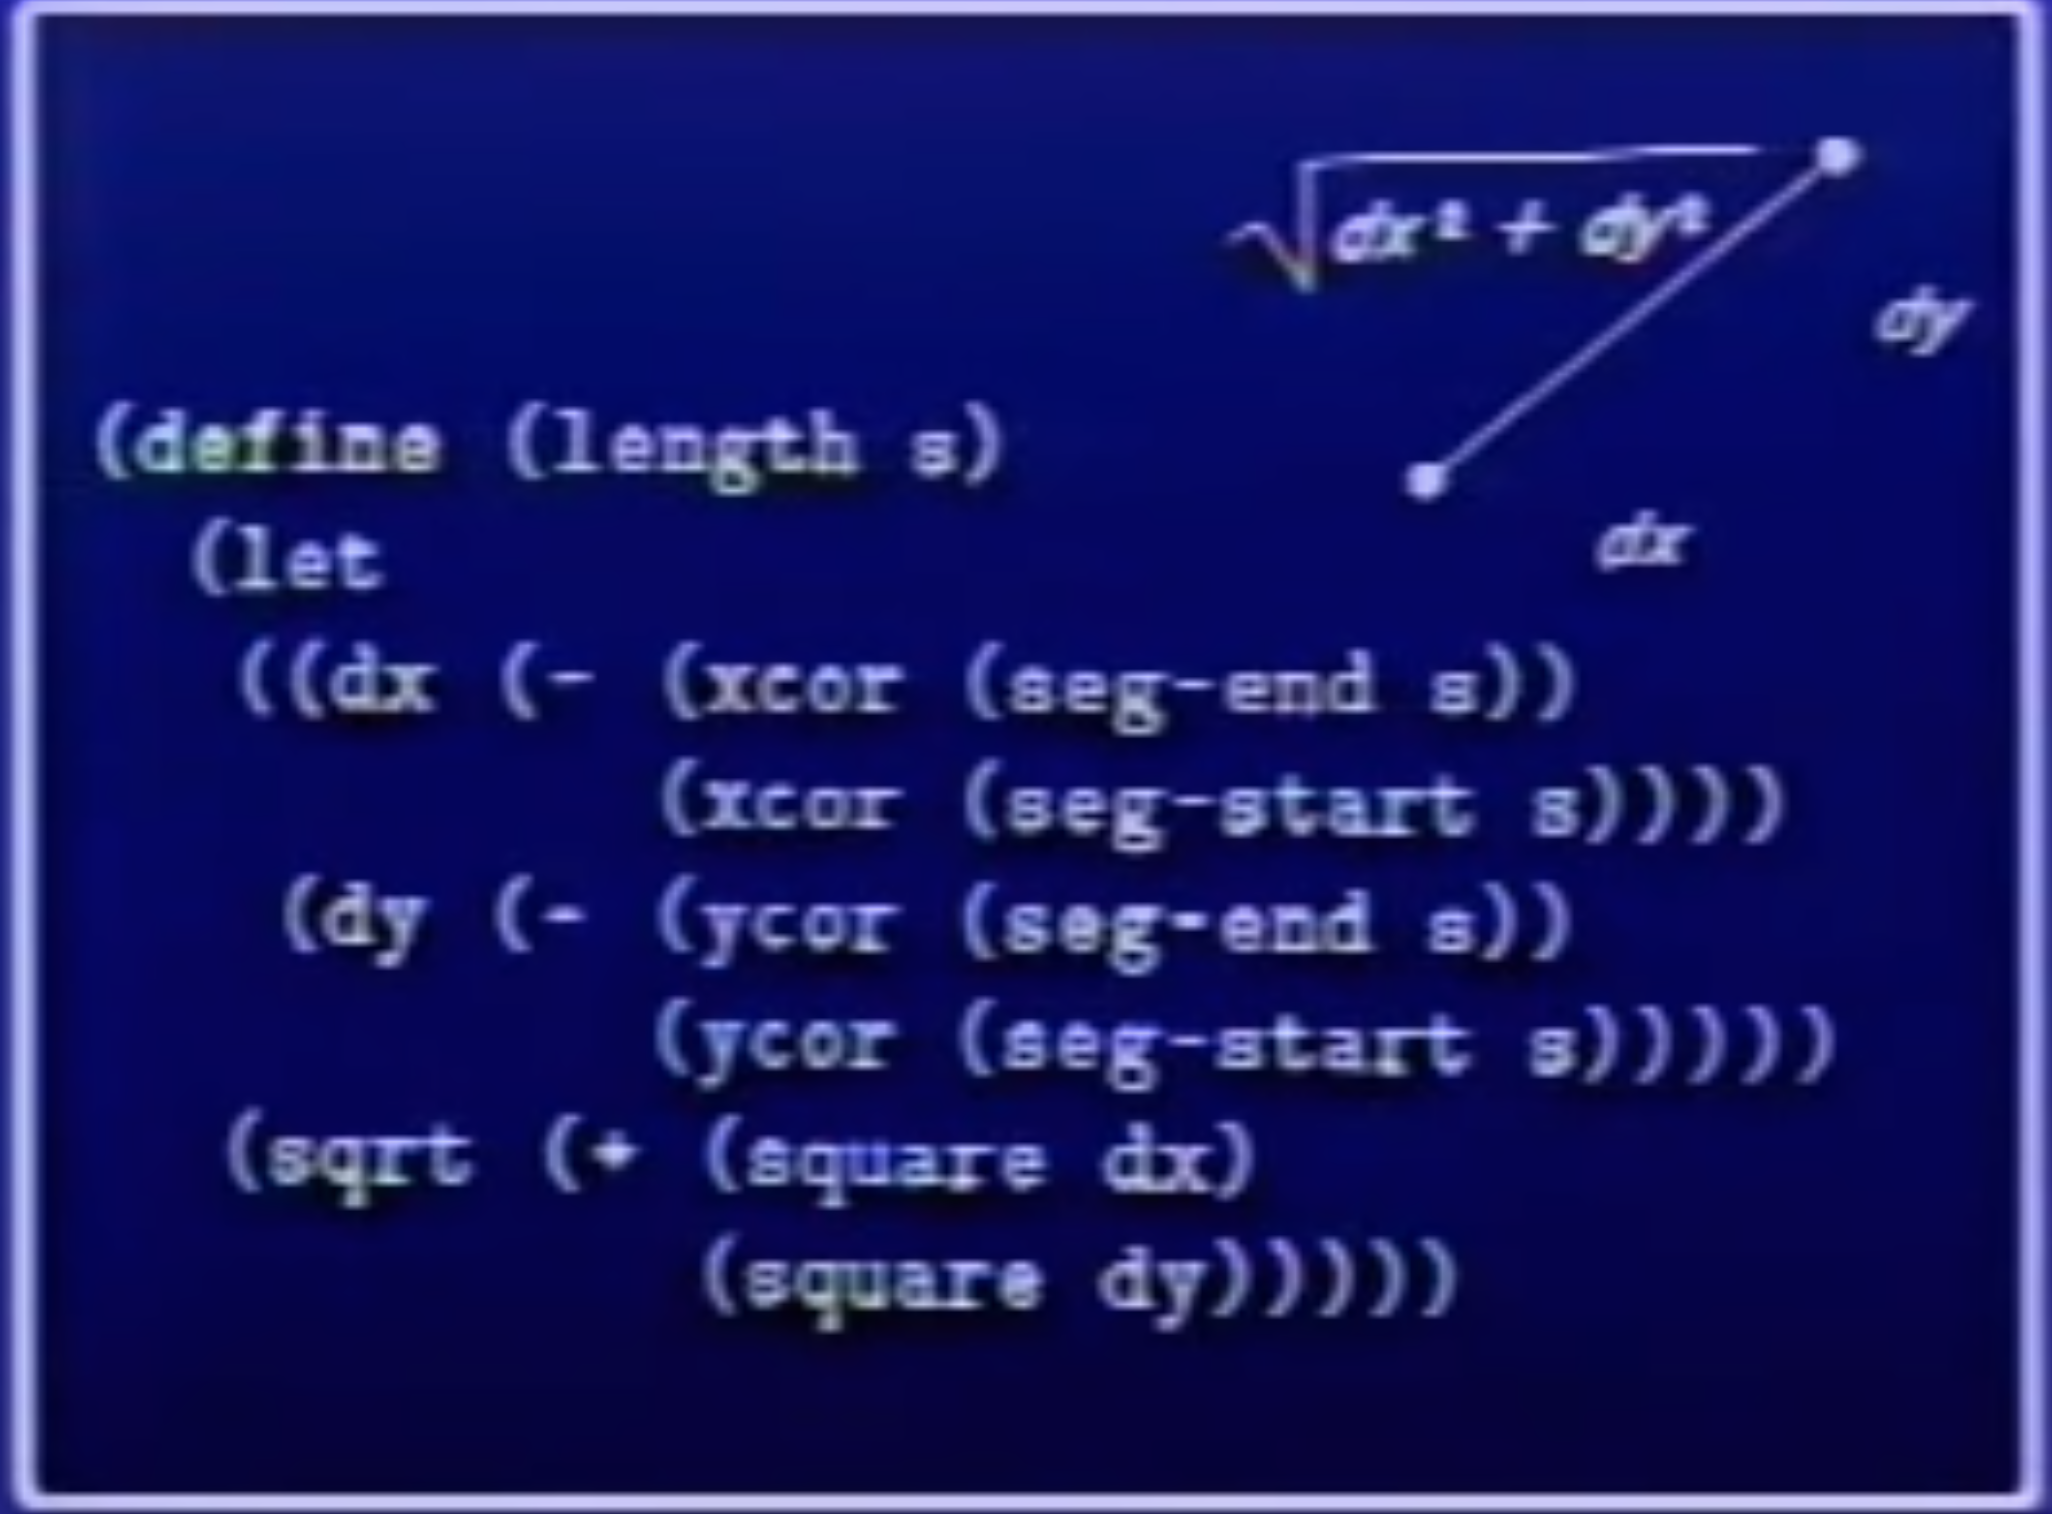 √dx² + dy²
dy
(define (length s)
(let
dx
((dx (- (xcor (seg-end s))
(xcor (seg-start s))))
(dy (- (ycor (seg-end s))
(ycor (seg-start s)))))
(sqrt (+ (square dx)
(square dy)))))